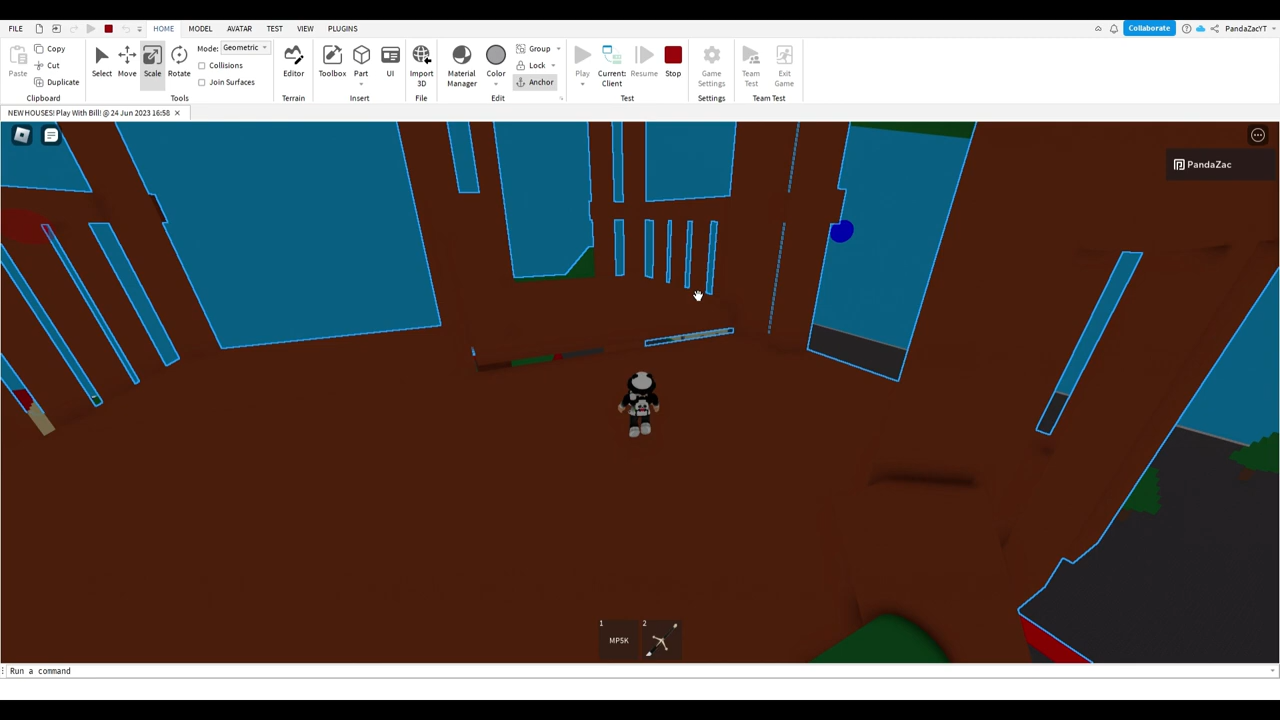 FILE HOME MODEL AVATAR TEST VIEW PLUGINS Collaborate PandaZacYT
Copy
Cut
Duplicate
Paste
Clipboard
Select Move Scale Rotate
Mode: Geometric
Collisions
Join Surfaces
Tools
Editor
Terrain
Toolbox Part UI
Insert
Import
3D
File
Material
Manager
Color
Group
Lock
Anchor
Edit
Play Current:
Client
Resume Stop
Test
Game
Settings
Settings
Team
Test
Exit
Game
Team Test
NEW HOUSES! Play With Bill! @ 24 Jun 2023 16:58
PandaZac
1 2
MP5K
Run a command